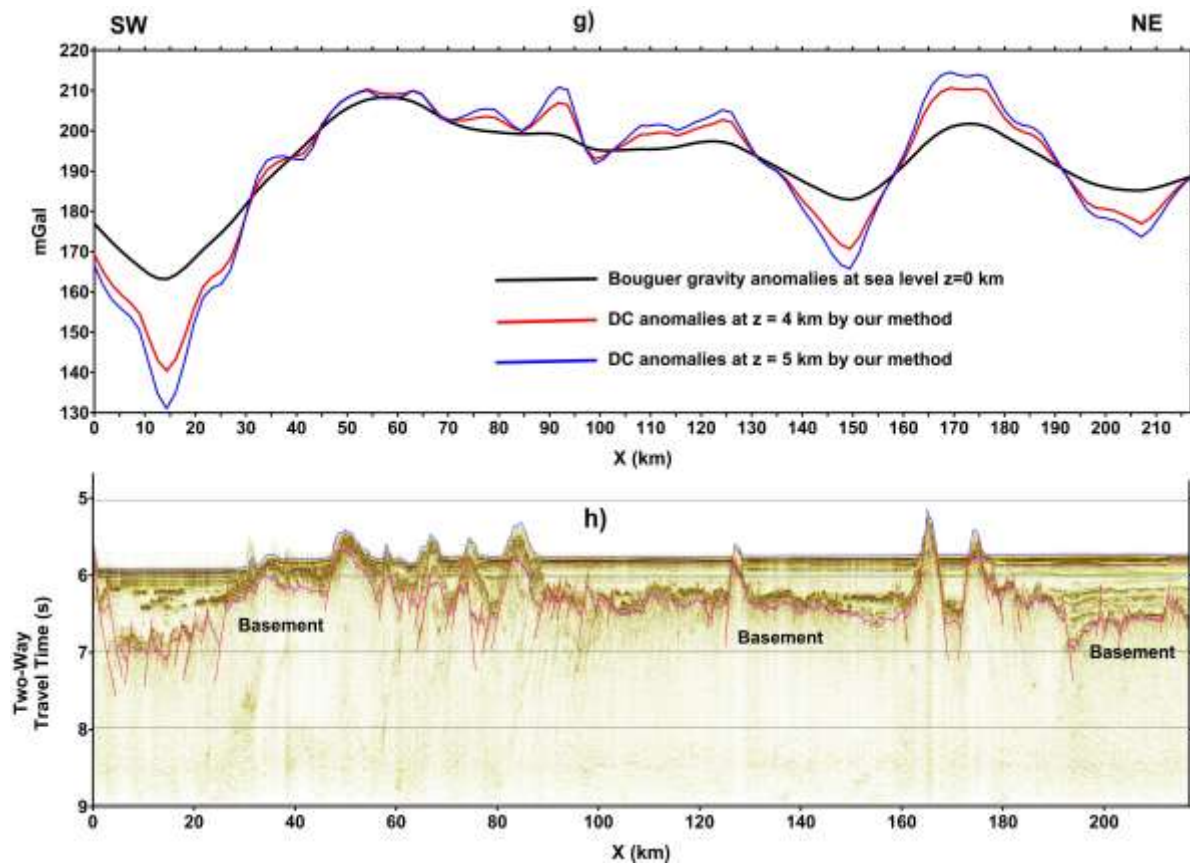 SW g) NE
220
210
200
190
180
170
160
150
140
130
mGal
Bouguer gravity anomalies at sea level z=0 km
DC anomalies at z = 4 km by our method
DC anomalies at z = 5 km by our method
0 10 20 30 40 50 60 70 80 90 100 110 120 130 140 150 160 170 180 190 200 210
X (km)
h)
5
6
7
8
9
Two-Way
Travel Time (s)
Basement Basement Basement
0 20 40 60 80 100 120 140 160 180 200
X (km)